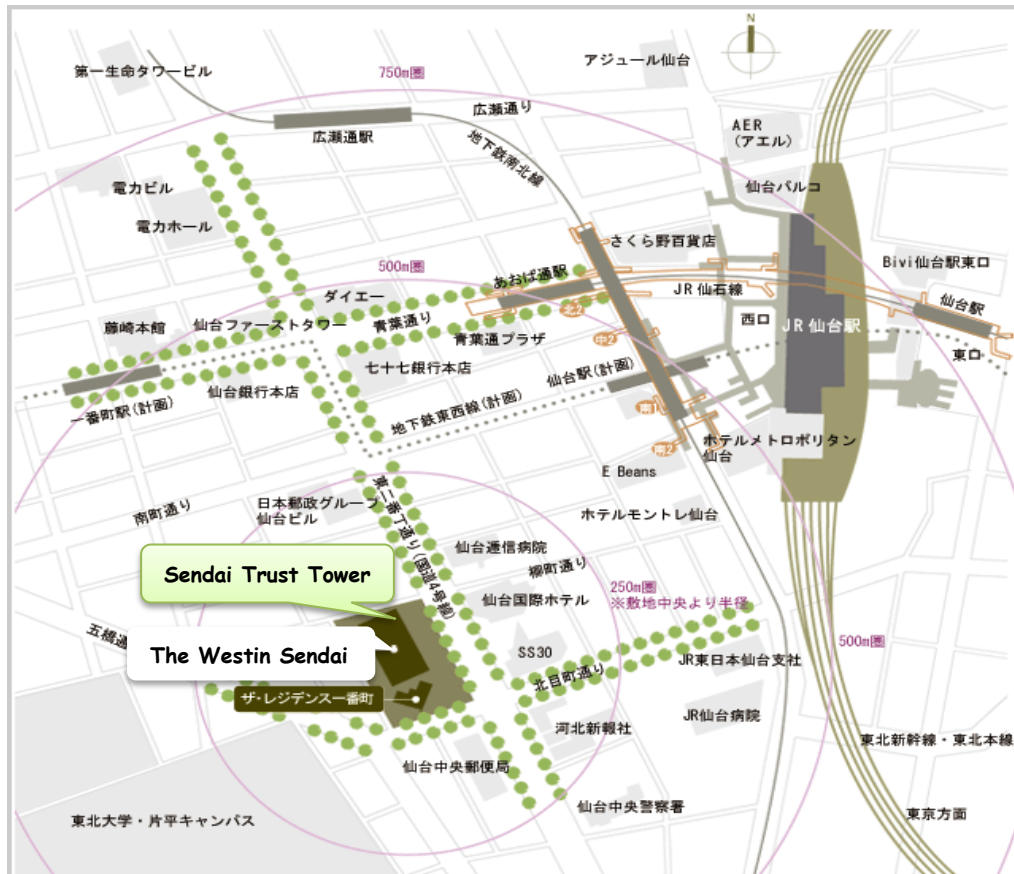 N
アジュール仙台
第一生命タワービル
750m圏
広瀬通り
広瀬通駅
地下鉄南北線
AER
(アエル)
仙台パルコ
電力ビル
電力ホール
さくら野百貨店
Bivi仙台駅東口
500m圏
あおば通駅
JR仙石線
仙台駅
ダイエー
北2
西口
JR仙台駅
藤崎本館
仙台ファーストタワー
青葉通り
青葉通プラザ
中2
東口
七十七銀行本店
仙台駅(計画)
仙台銀行本店
一番町駅(計画)
地下鉄東西線(計画)
南1
南2
ホテルメトロポリタン
仙台
E Beans
南町通り
日本郵政グループ
仙台ビル
東二番丁通り(国道4号線)
ホテルモントレ仙台
仙台逓信病院
柳町通り
Sendai Trust Tower
250m圏
※敷地中央より半径
仙台国際ホテル
五橋通
The Westin Sendai
SS30
500m圏
JR東日本仙台支社
北目町通り
ザ・レジデンス一番町
JR仙台病院
河北新報社
東北新幹線・東北本線
仙台中央郵便局
仙台中央警察署
東京方面
東北大学・片平キャンパス